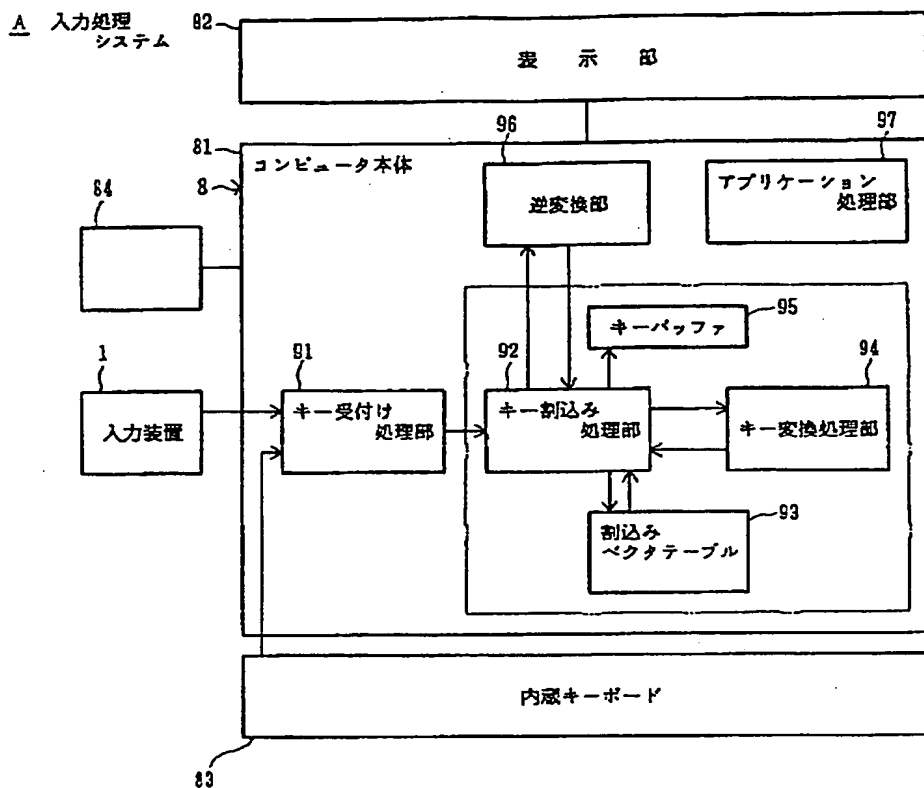 A 入力処理
システム
82
表示部
81
コンピュータ本体
8
96
逆変換部
97
アプリケーション
処理部
84
95
キーバッファ
1
入力装置
91
キー受付け
処理部
92
キー割込み
処理部
94
キー変換処理部
93
割込み
ベクタテーブル
内蔵キーボード
83